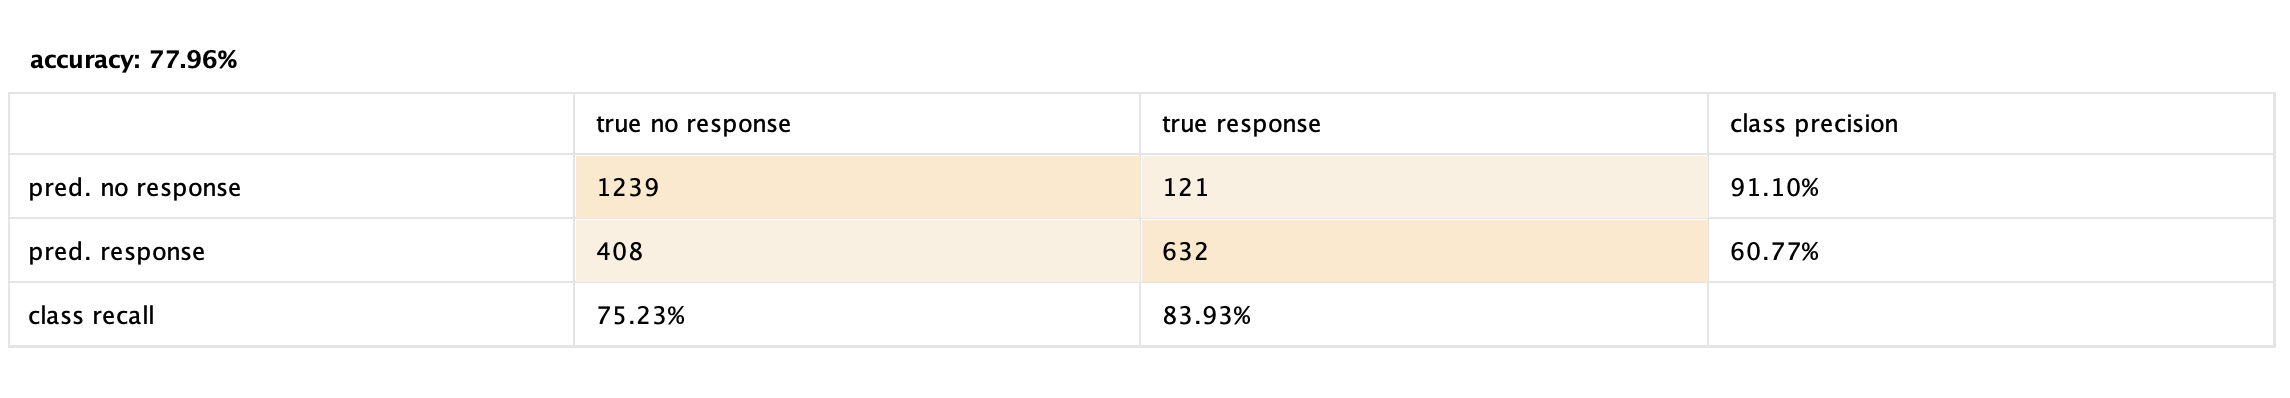 accuracy: 77.96%
true no response true response class precision
pred. no response 1239 121 91.10%
pred. response 408 632 60.77%
class recall 75.23% 83.93%